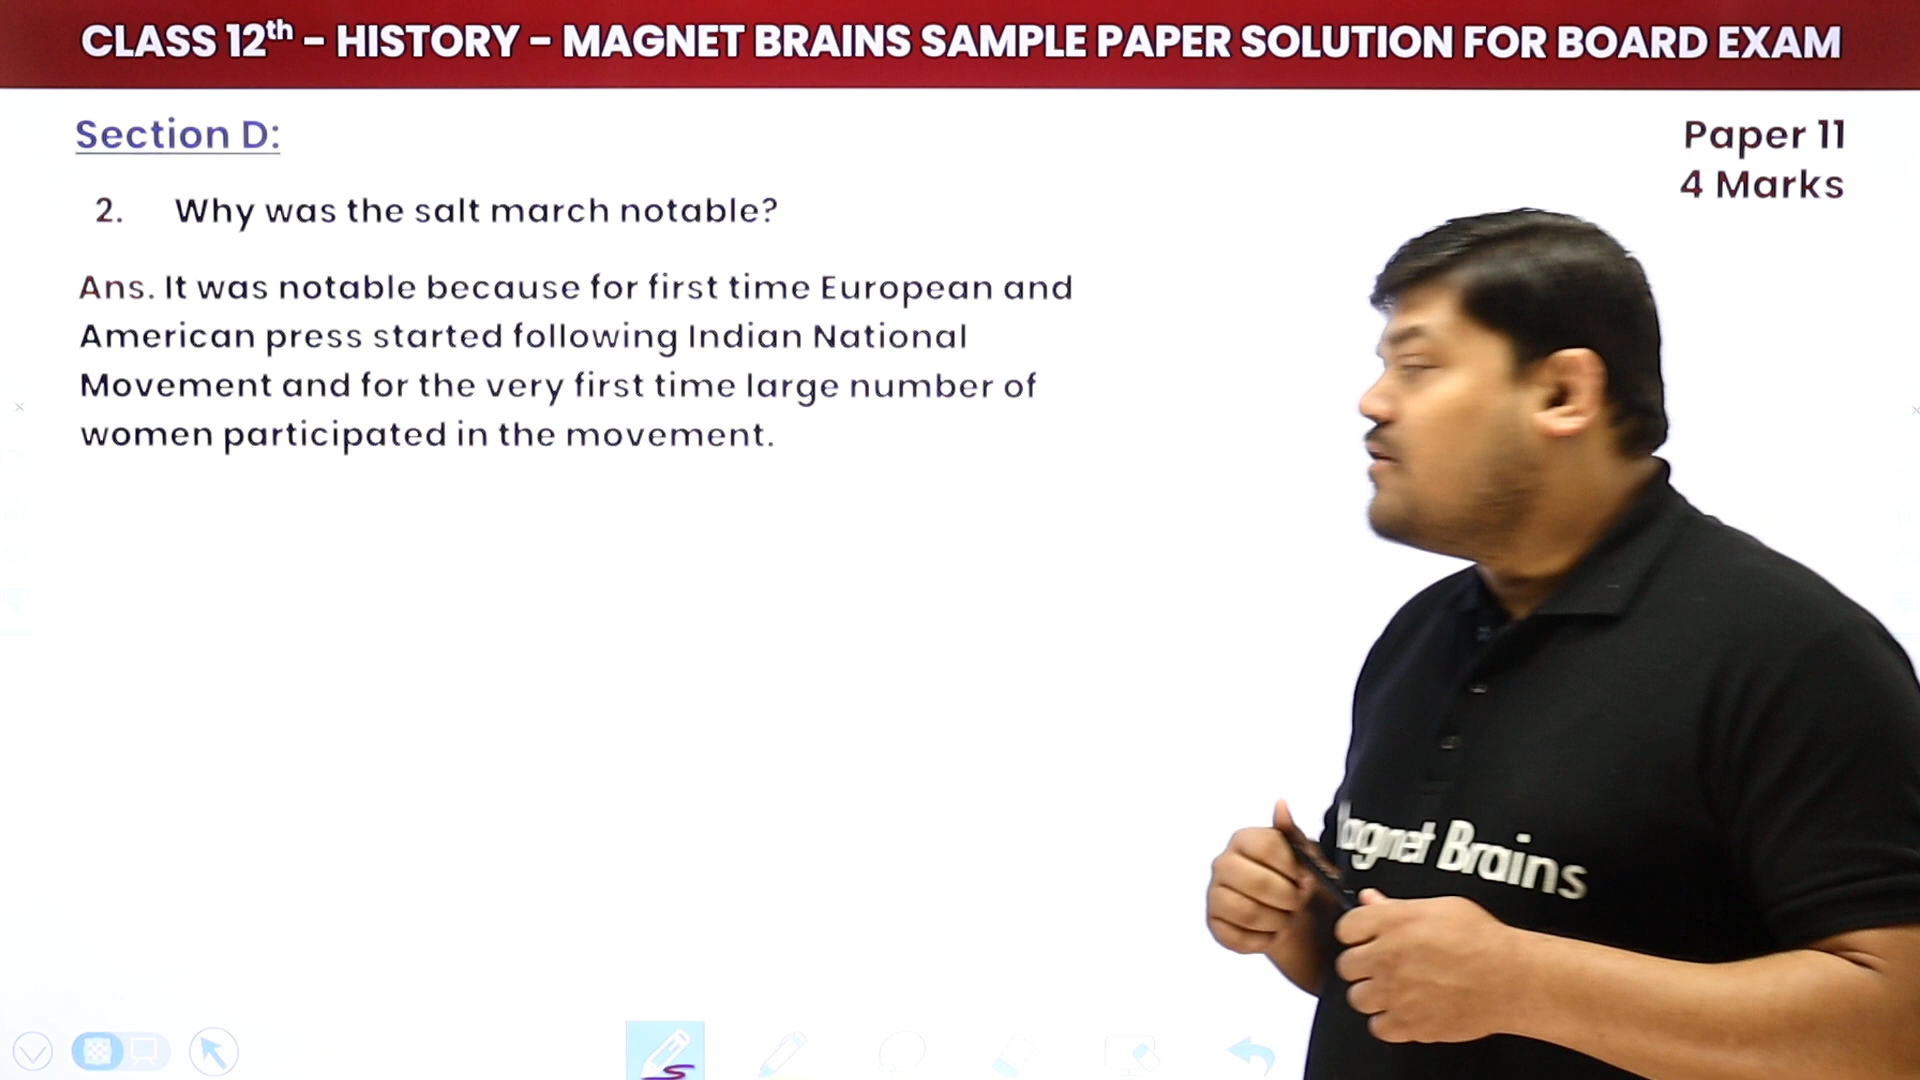 CLASS 12th – HISTORY – MAGNET BRAINS SAMPLE PAPER SOLUTION FOR BOARD EXAM
Section D:
Paper 11
4 Marks
2. Why was the salt march notable?
Ans. It was notable because for first time European and
American press started following Indian National
Movement and for the very first time large number of
women participated in the movement.
Magnet Brains